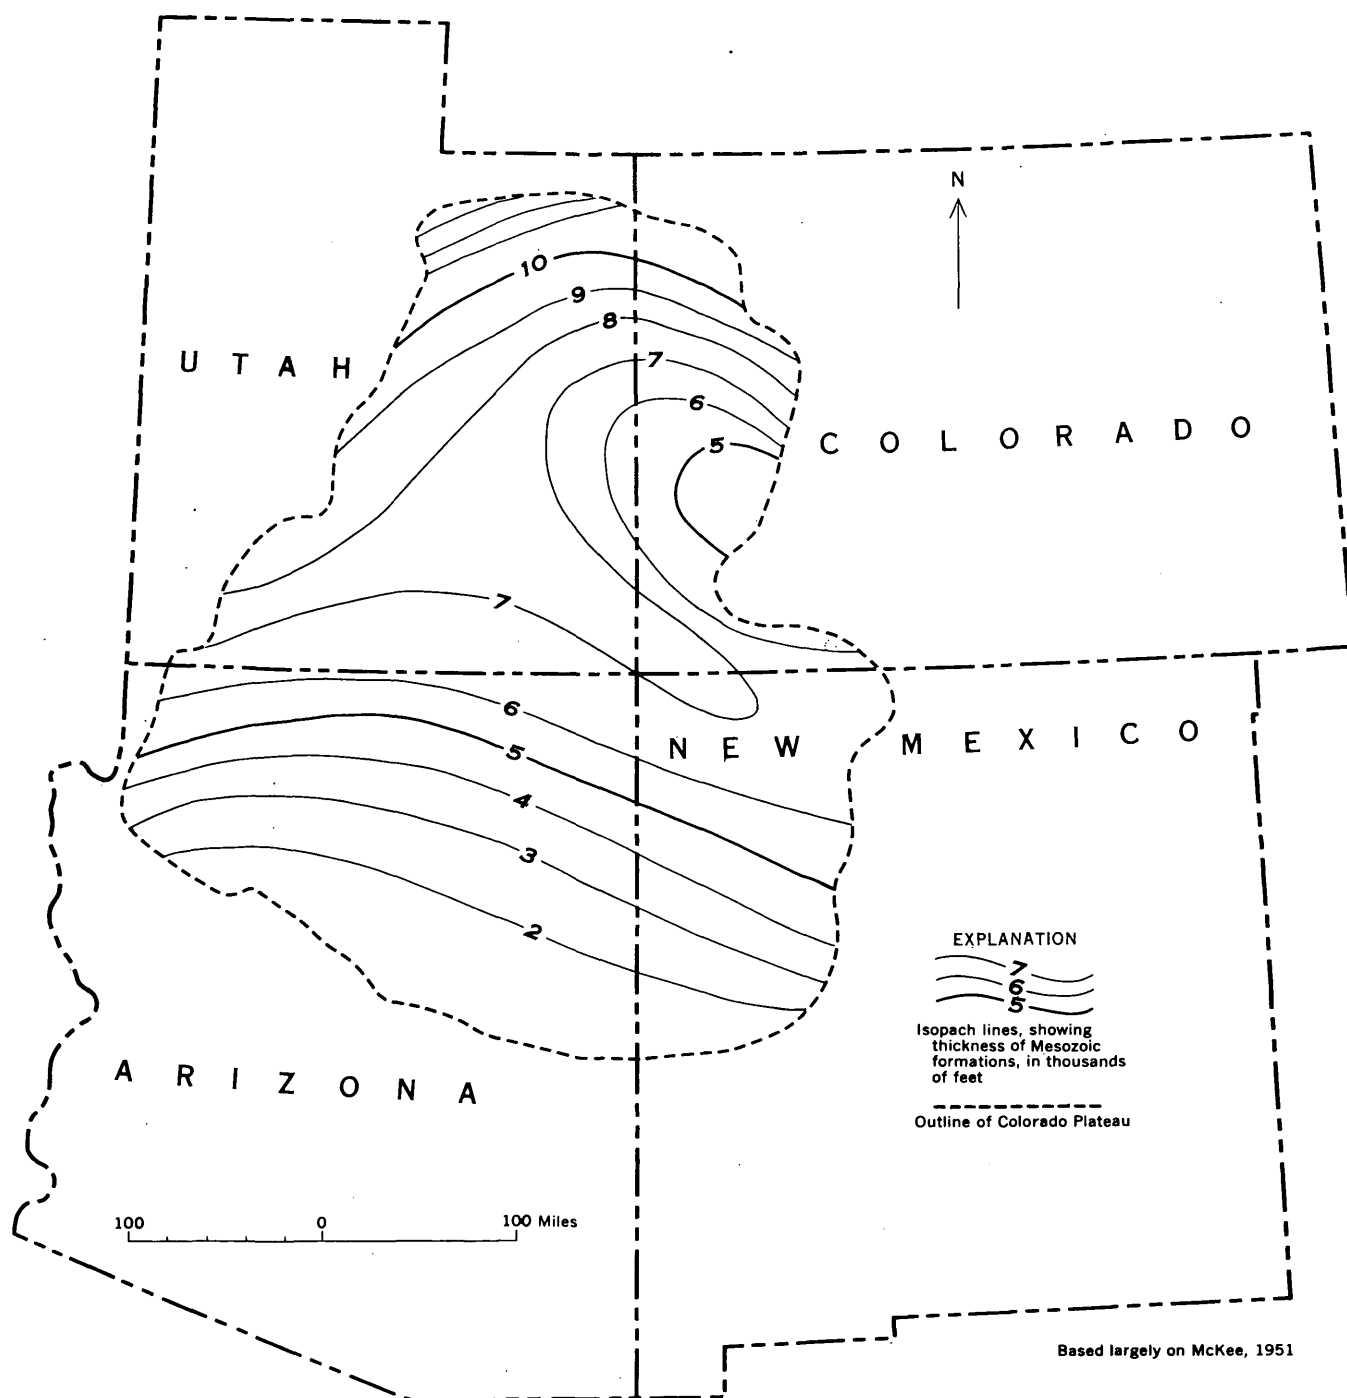 N
10
9
8
7
6
5
UTAH
COLORADO
7
6
5
4
3
2
NEW MEXICO
ARIZONA
EXPLANATION
7
6
5
Isopach lines, showing
thickness of Mesozoic
formations, in thousands
of feet
Outline of Colorado Plateau
100 0 100 Miles
Based largely on McKee, 1951